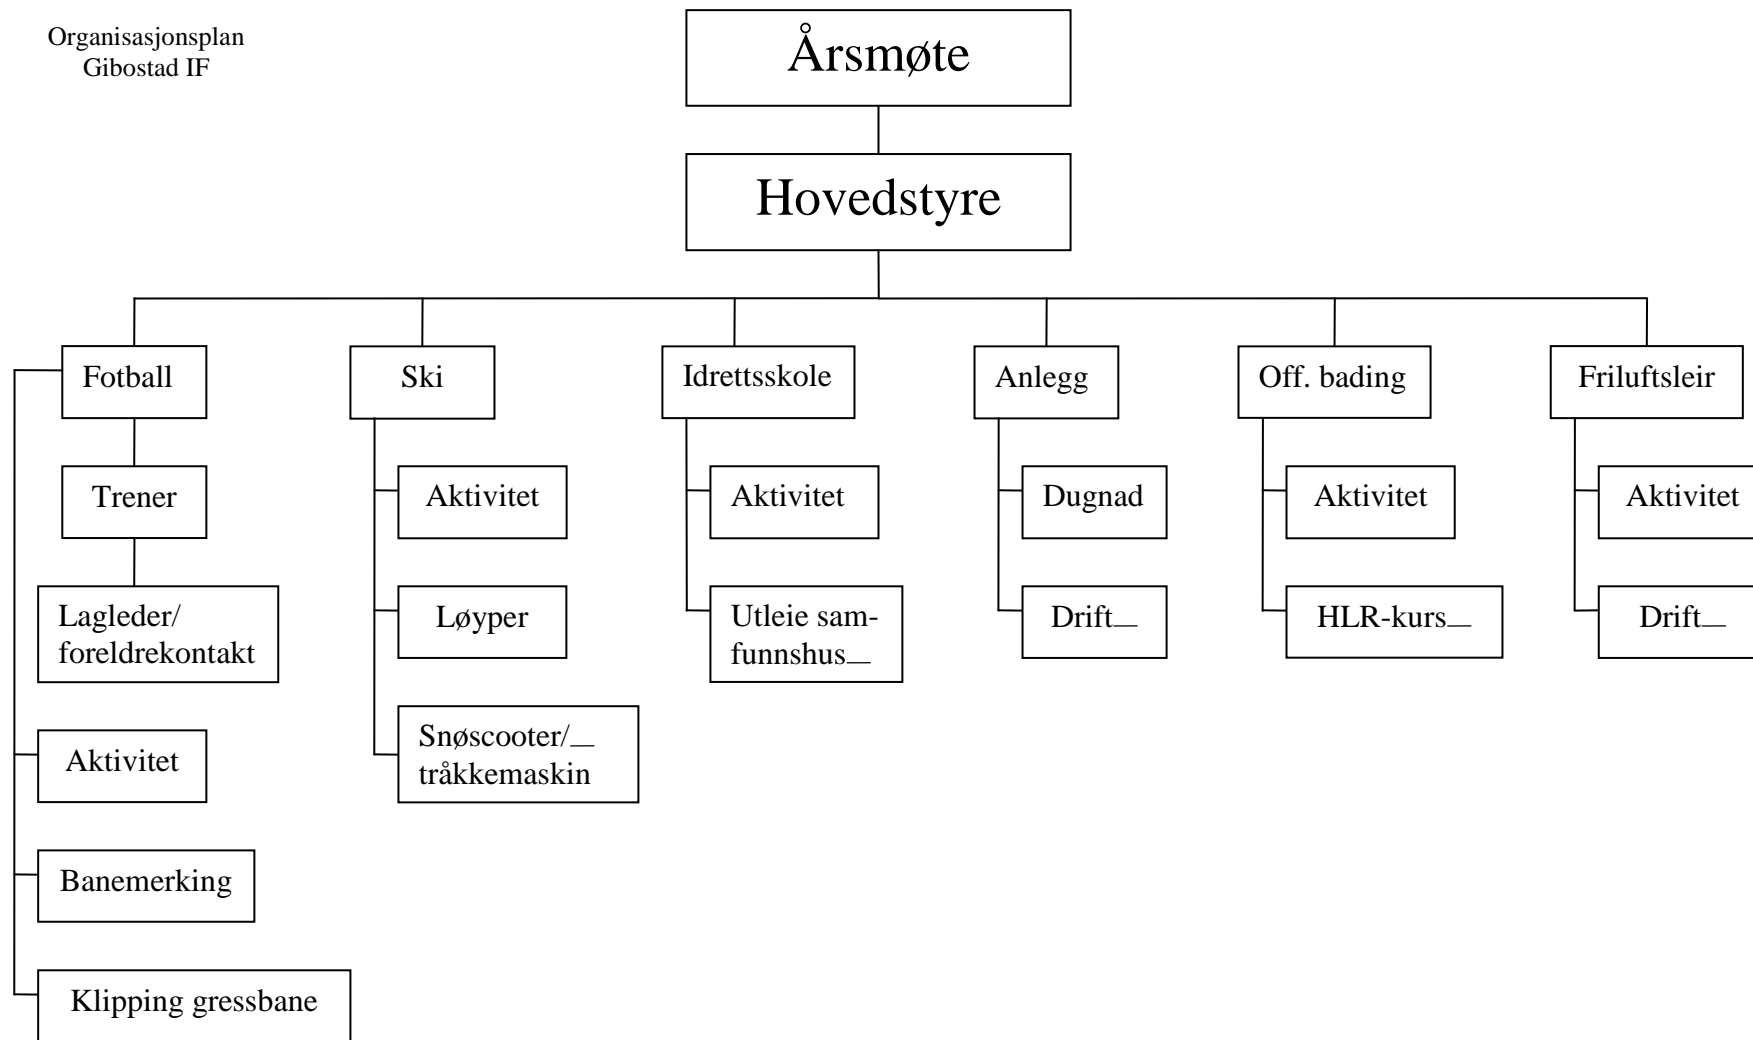 Organisasjonsplan
Gibostad IF
Årsmøte
Hovedstyre
Fotball
Ski
Idrettsskole
Anlegg
Off. bading
Friluftsleir
Trener
Aktivitet
Aktivitet
Dugnad
Aktivitet
Aktivitet
Lagleder/
foreldrekontakt
Løyper
Utleie sam-
funnshus
Drift
HLR-kurs
Drift
Aktivitet
Snøscooter/
tråkkemaskin
Banemerking
Klipping gressbane